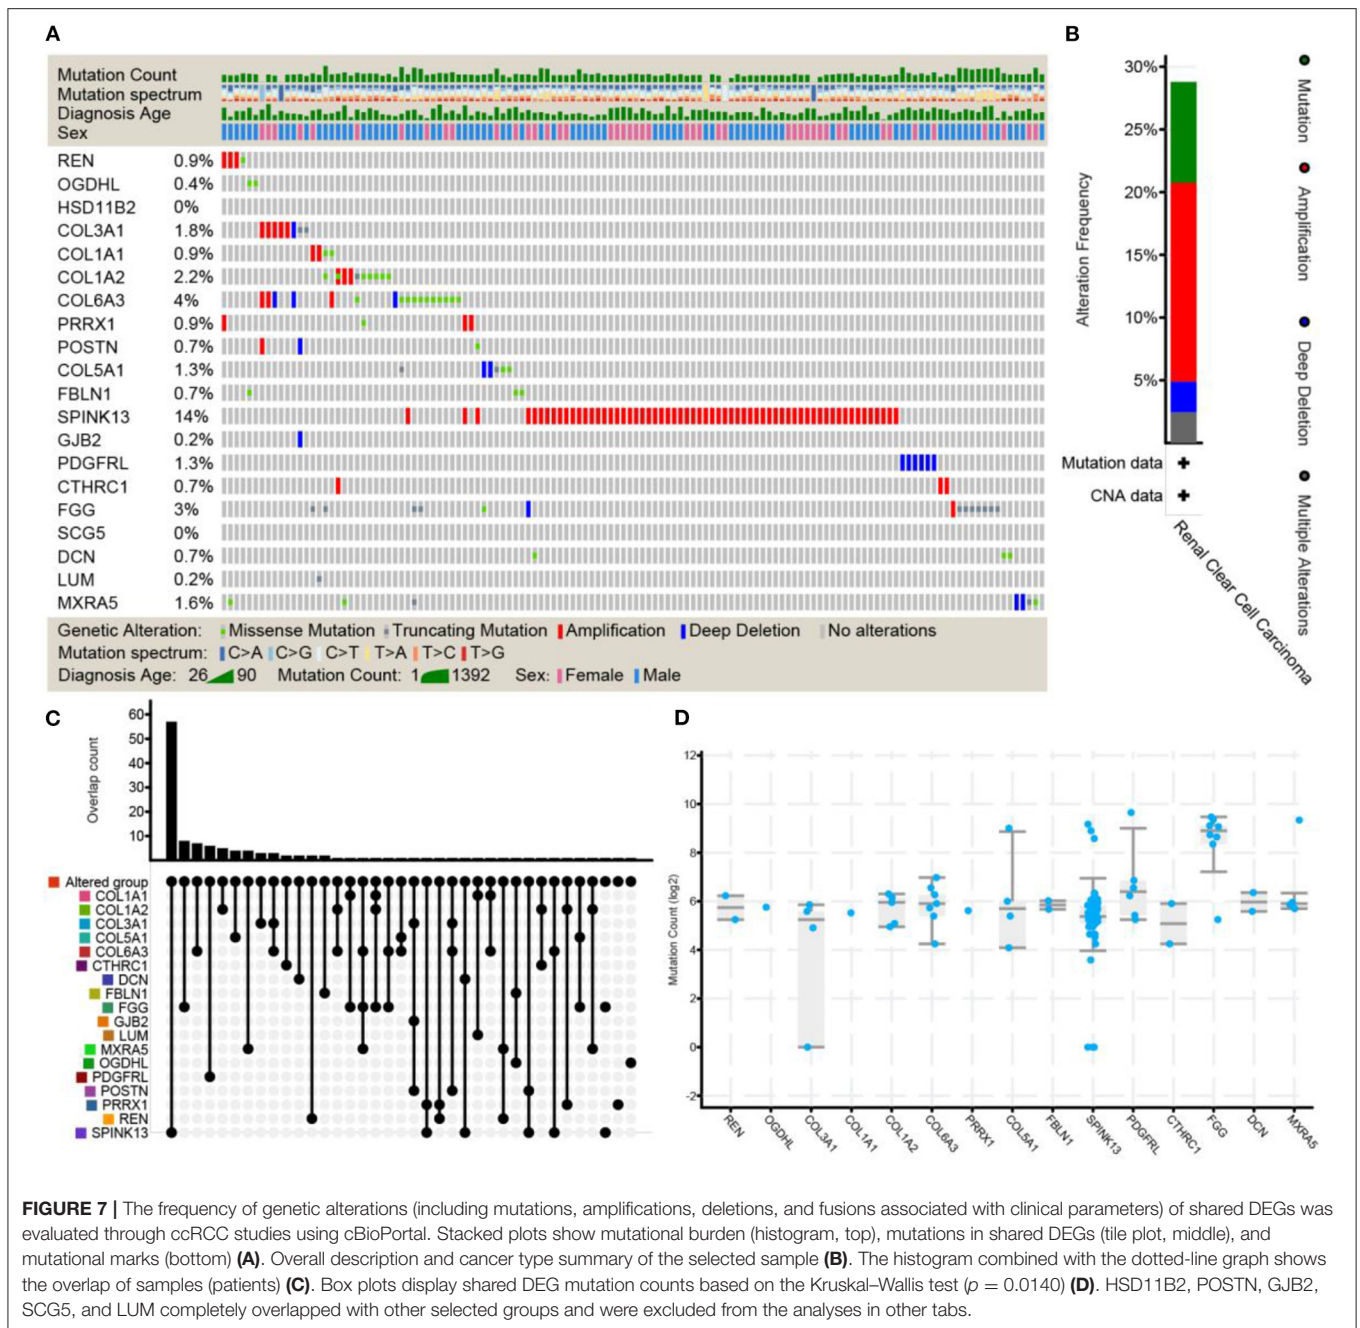 A
Mutation Count
Mutation spectrum
Diagnosis Age
Sex
REN 0.9%
OGDHL 0.4%
HSD11B2 0%
COL3A1 1.8%
COL1A1 0.9%
COL1A2 2.2%
COL6A3 4%
PRRX1 0.9%
POSTN 0.7%
COL5A1 1.3%
FBLN1 0.7%
SPINK13 14%
GJB2 0.2%
PDGFRL 1.3%
CTHRC1 0.7%
FGG 3%
SCG5 0%
DCN 0.7%
LUM 0.2%
MXRA5 1.6%
Genetic Alteration: Missense Mutation Truncating Mutation Amplification Deep Deletion No alterations
Mutation spectrum: C>A C>G C>T T>A T>C T>G
Diagnosis Age: 26 90 Mutation Count: 1 1392 Sex: Female Male
B
Alteration Frequency
30%
25%
20%
15%
10%
5%
Mutation data +
CNA data +
Renal Clear Cell Carcinoma
Mutation
Amplification
Deep Deletion
Multiple Alterations
C
Overlap count
60
50
40
30
20
10
Altered group
COL1A1
COL1A2
COL3A1
COL5A1
COL6A3
CTHRC1
DCN
FBLN1
FGG
GJB2
LUM
MXRA5
OGDHL
PDGFRL
POSTN
PRRX1
REN
SPINK13
D
Mutation Count (log2)
12
10
8
6
4
2
0
-2
REN
OGDHL
COL3A1
COL1A1
COL1A2
COL6A3
PRRX1
COL5A1
FBLN1
SPINK13
PDGFRL
CTHRC1
FGG
DCN
MXRA5
FIGURE 7 | The frequency of genetic alterations (including mutations, amplifications, deletions, and fusions associated with clinical parameters) of shared DEGs was
evaluated through ccRCC studies using cBioPortal. Stacked plots show mutational burden (histogram, top), mutations in shared DEGs (tile plot, middle), and
mutational marks (bottom) (A). Overall description and cancer type summary of the selected sample (B). The histogram combined with the dotted-line graph shows
the overlap of samples (patients) (C). Box plots display shared DEG mutation counts based on the Kruskal–Wallis test (p = 0.0140) (D). HSD11B2, POSTN, GJB2,
SCG5, and LUM completely overlapped with other selected groups and were excluded from the analyses in other tabs.